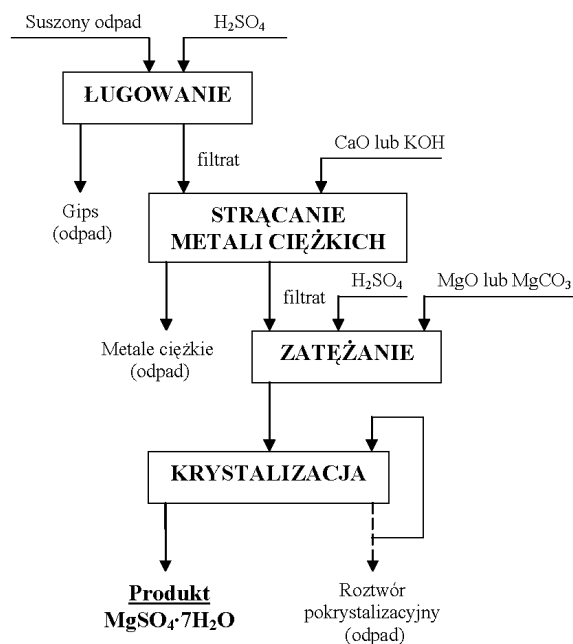 Suszony odpad
H₂SO₄
ŁUGOWANIE
filtrat
CaO lub KOH
Gips
(odpad)
STRĄCANIE
METALI CIĘŻKICH
filtrat
H₂SO₄
MgO lub MgCO₃
Metale ciężkie
(odpad)
ZATĘŻANIE
KRYSTALIZACJA
Produkt
MgSO₄·7H₂O
Roztwór
pokrystalizacyjny
(odpad)